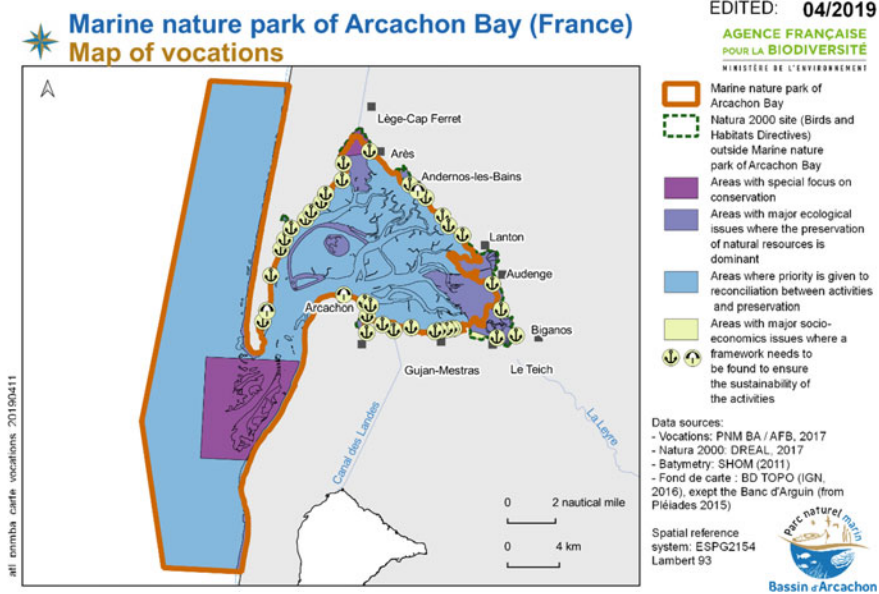 Marine nature park of Arcachon Bay (France)
Map of vocations
EDITED: 04/2019
AGENCE FRANÇAISE
POUR LA BIODIVERSITÉ
MINISTÈRE DE L'ENVIRONNEMENT
Lège-Cap Ferret
Arès
Andernos-les-Bains
Lanton
Audenge
Arcachon
Biganos
Gujan-Mestras
Le Teich
Canal des Landes
La Leyre
0 2 nautical mile
0 4 km
Marine nature park of
Arcachon Bay
Natura 2000 site (Birds and
Habitats Directives)
outside Marine nature
park of Arcachon Bay
Areas with special focus on
conservation
Areas with major ecological
issues where the preservation
of natural resources is
dominant
Areas where priority is given to
reconciliation between activities
and preservation
Areas with major socio-
economics issues where a
framework needs to
be found to ensure
the sustainability of
the activities
Data sources:
- Vocations: PNM BA / AFB, 2017
- Natura 2000: DREAL, 2017
- Batymetry: SHOM (2011)
- Fond de carte : BD TOPO (IGN,
2016), exept the Banc d'Arguin (from
Pléiades 2015)
Spatial reference
system: ESPG2154
Lambert 93
Parc naturel marin
Bassin d'Arcachon
atl_pnmba_carte_vocations_20190411